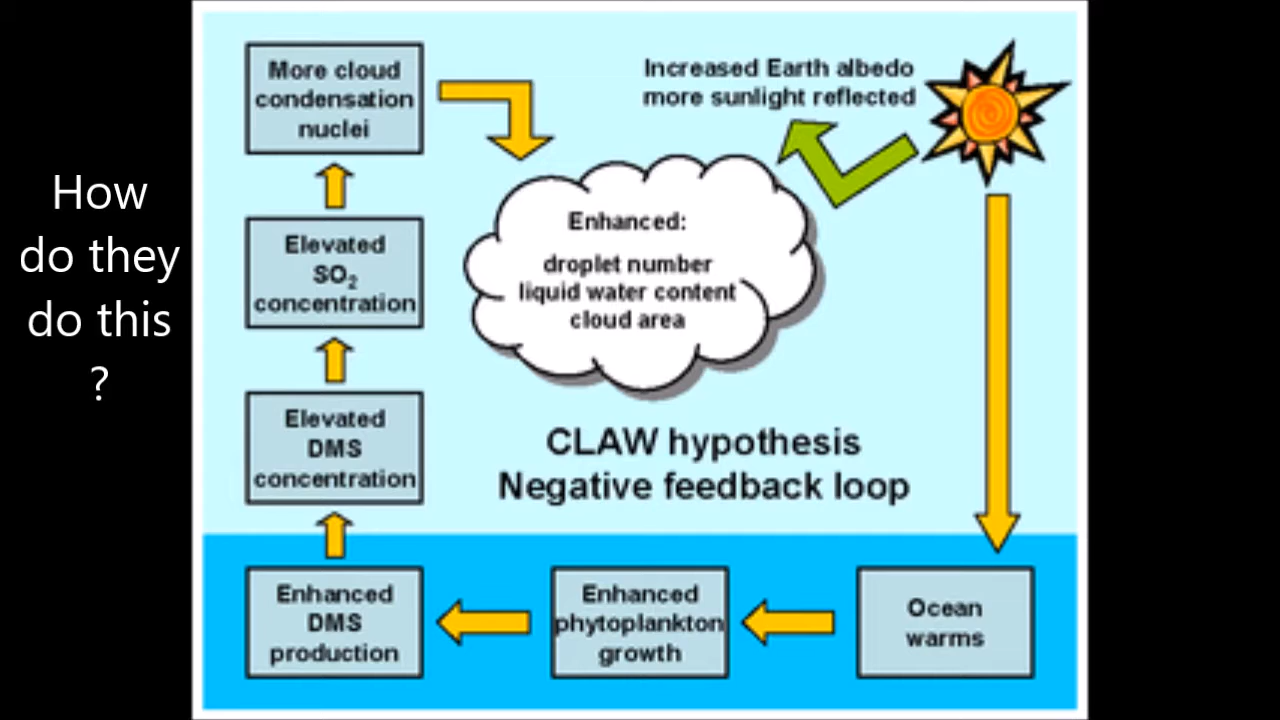 How
do they
do this
?
More cloud
condensation
nuclei
Increased Earth albedo
more sunlight reflected
Elevated
SO₂
concentration
Enhanced:
droplet number
liquid water content
cloud area
Elevated
DMS
concentration
CLAW hypothesis
Negative feedback loop
Enhanced
DMS
production
Enhanced
phytoplankton
growth
Ocean
warms